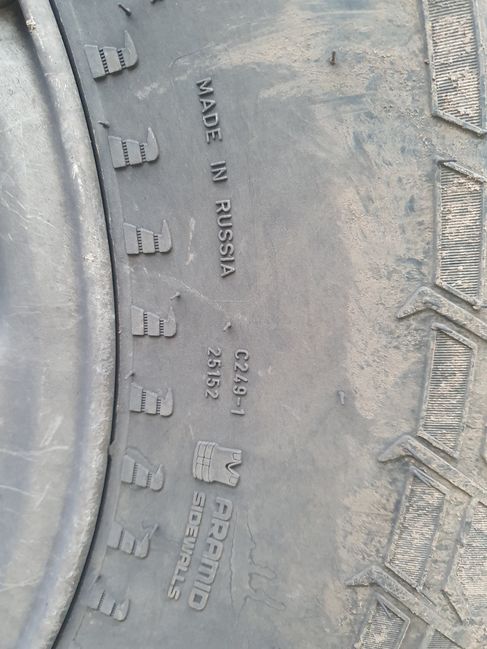 MADE IN RUSSIA
C249-1
25152
ARAMID
SIDEWALLS